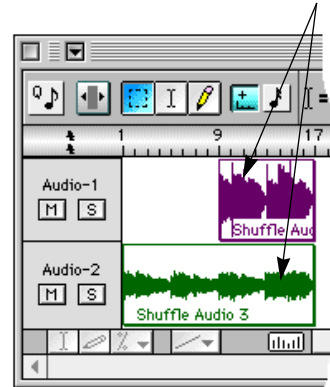 Q
1 9 17
Audio-1
M S
Shuffle Aud
Audio-2
M S
Shuffle Audio 3